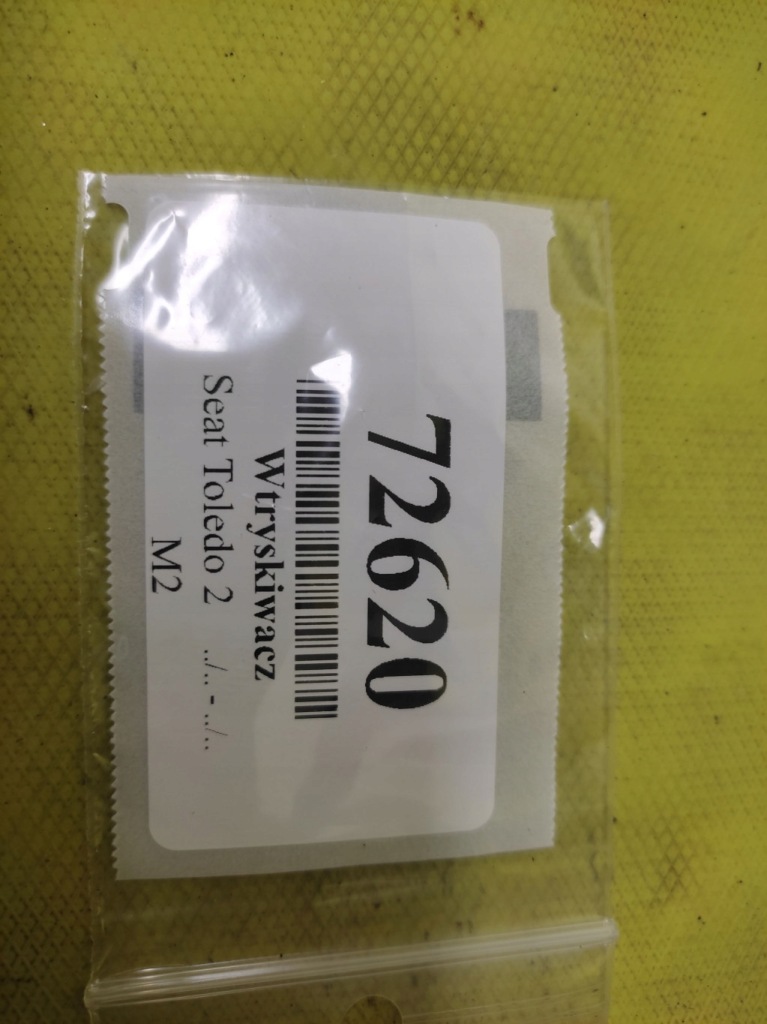 72620
Wtryskiwacz
Seat Toledo 2 ../.. - ../..
M2